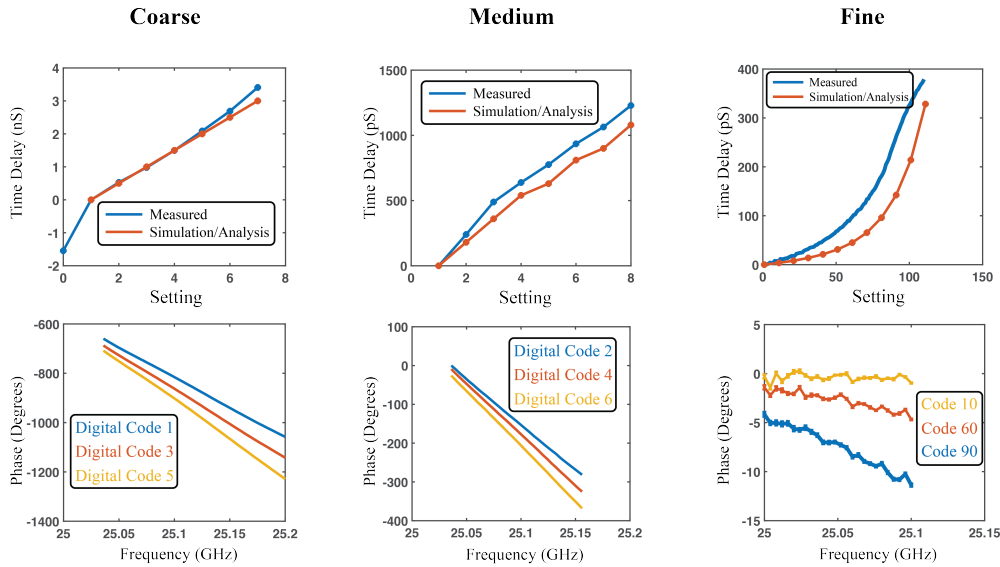 Coarse
Medium
Fine
4
3
2
1
0
-1
-2
0
2
4
6
8
Time Delay (nS)
Setting
Measured
Simulation/Analysis
1500
1000
500
0
0
2
4
6
8
Time Delay (pS)
Setting
Measured
Simulation/Analysis
400
300
200
100
0
0
50
100
150
Time Delay (pS)
Setting
Measured
Simulation/Analysis
-600
-800
-1000
-1200
-1400
25
25.05
25.1
25.15
25.2
Phase (Degrees)
Frequency (GHz)
Digital Code 1
Digital Code 3
Digital Code 5
100
0
-100
-200
-300
-400
25
25.05
25.1
25.15
25.2
Phase (Degrees)
Frequency (GHz)
Digital Code 2
Digital Code 4
Digital Code 6
5
0
-5
-10
-15
25
25.05
25.1
25.15
Phase (Degrees)
Frequency (GHz)
Code 10
Code 60
Code 90